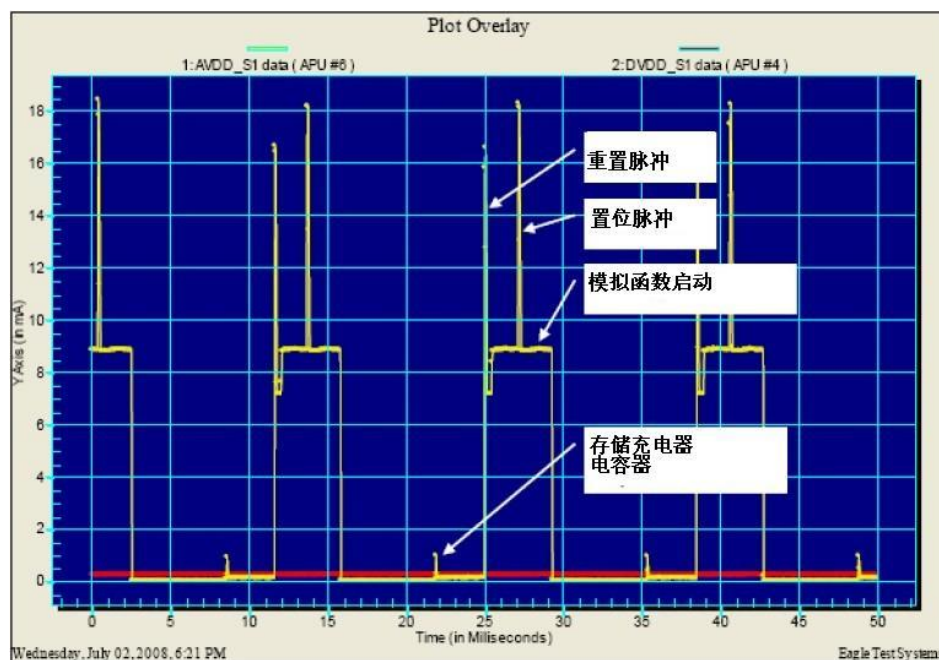 Plot Overlay
1:AVDD_S1 data ( APU #6 )
2:DVDD_S1 data ( APU #4 )
18
16
14
12
10
8
6
4
2
0
Y Axis (in mA)
重置脉冲
置位脉冲
模拟函数启动
存储充电器
电容器
0 5 10 15 20 25 30 35 40 45 50
Time (in Milliseconds)
Wednesday, July 02, 2008, 6:21 PM
Eagle Test Systems